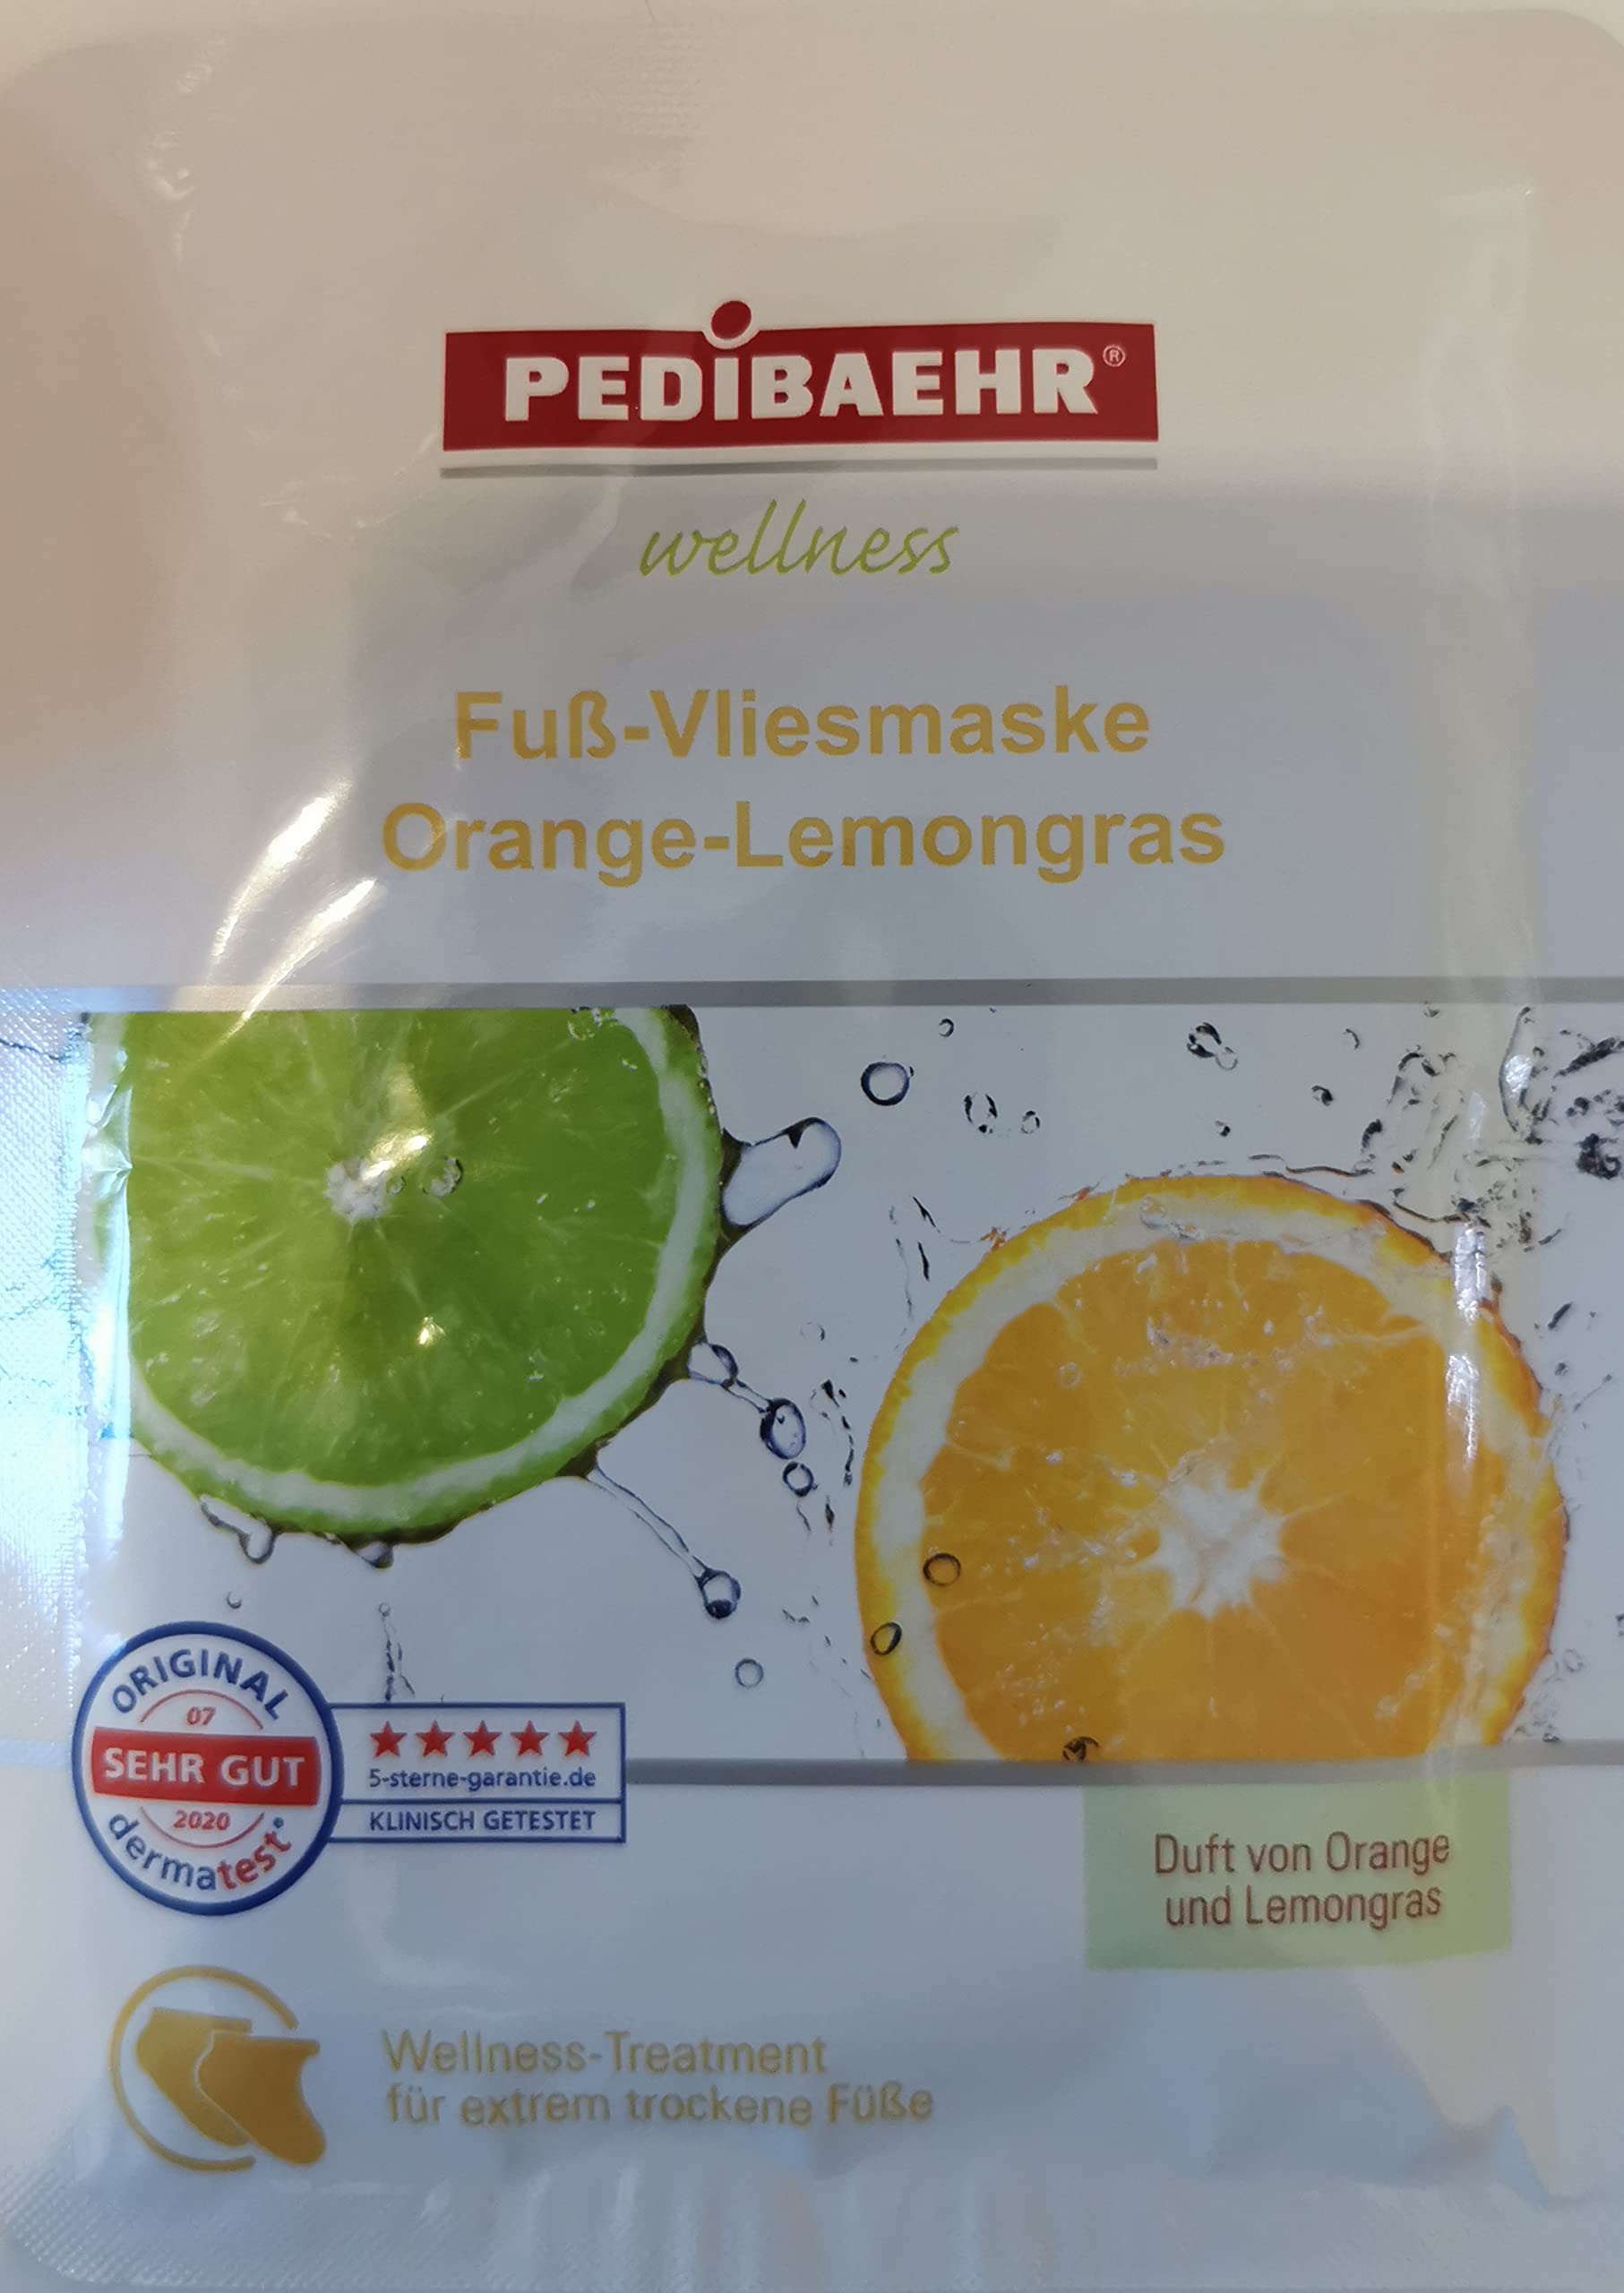 PEDIBAEHR®
wellness
Fuß-Vliesmaske
Orange-Lemongras
ORIGINAL
07
SEHR GUT
2020
dermatest®
5-sterne-garantie.de
KLINISCH GETESTET
Duft von Orange
und Lemongras
Wellness-Treatment
für extrem trockene Füße